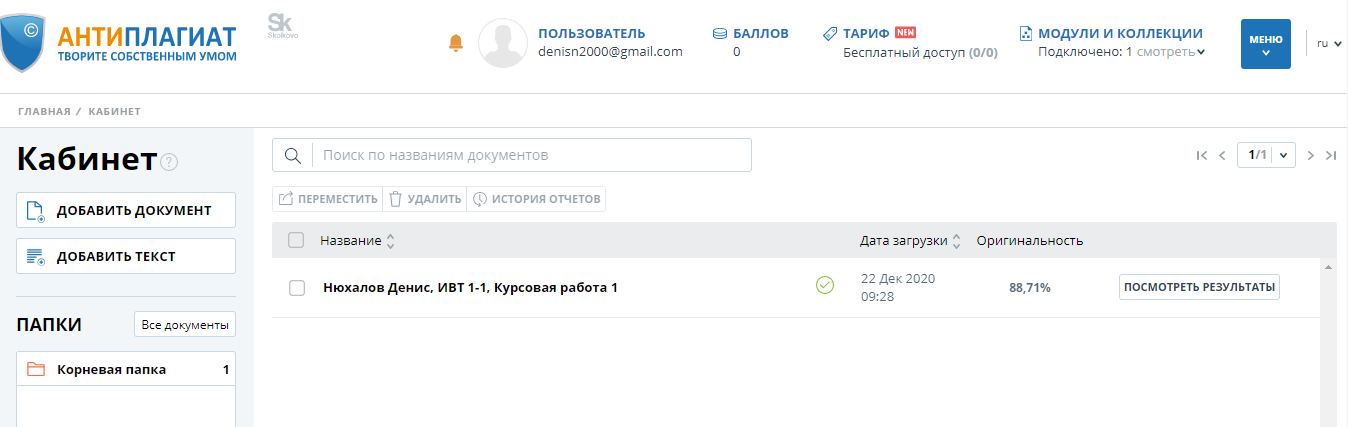 ©
АНТИПЛАГИАТ
ТВОРИТЕ СОБСТВЕННЫМ УМОМ
Sk
Skolkovo
ПОЛЬЗОВАТЕЛЬ
denisn2000@gmail.com
БАЛЛОВ
0
ТАРИФ NEW
Бесплатный доступ (0/0)
МОДУЛИ И КОЛЛЕКЦИИ
Подключено: 1 смотреть
МЕНЮ
ru
ГЛАВНАЯ / КАБИНЕТ
Кабинет ?
Поиск по названиям документов
1/1
ДОБАВИТЬ ДОКУМЕНТ
ДОБАВИТЬ ТЕКСТ
ПЕРЕМЕСТИТЬ УДАЛИТЬ ИСТОРИЯ ОТЧЕТОВ
Название Дата загрузки Оригинальность
Нюхалов Денис, ИВТ 1-1, Курсовая работа 1
22 Дек 2020
09:28
88,71%
ПОСМОТРЕТЬ РЕЗУЛЬТАТЫ
ПАПКИ
Все документы
Корневая папка 1